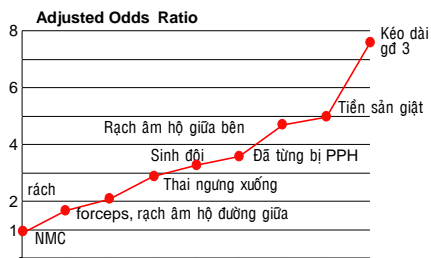 Adjusted Odds Ratio
8
Kéo dài
gđ 3
6
Tiền sản giật
Rạch âm hộ giữa bên
4
Sinh đôi
Đã từng bị PPH
Thai ngưng xuống
rách
2
forceps, rạch âm hộ đường giữa
1
NMC